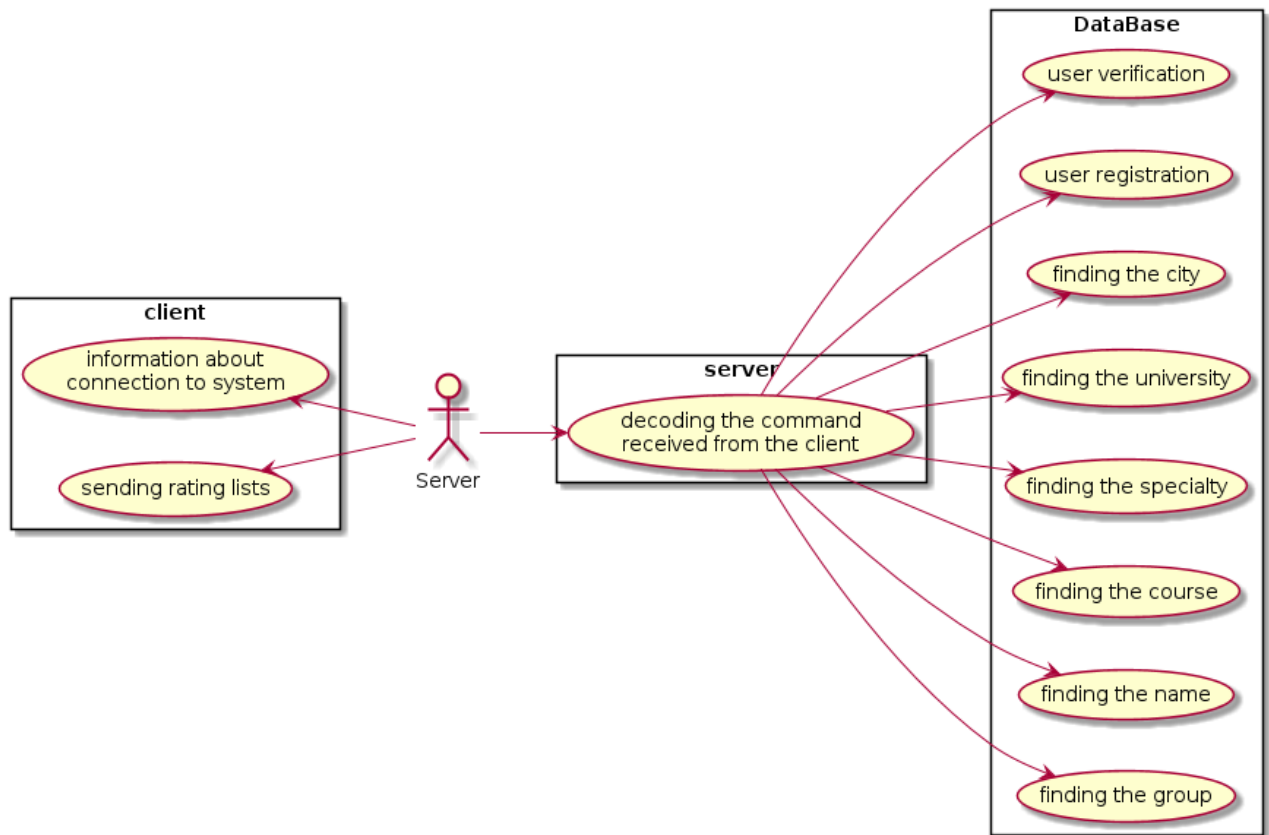 client
information about
connection to system
sending rating lists
Server
server
decoding the command
received from the client
DataBase
user verification
user registration
finding the city
finding the university
finding the specialty
finding the course
finding the name
finding the group